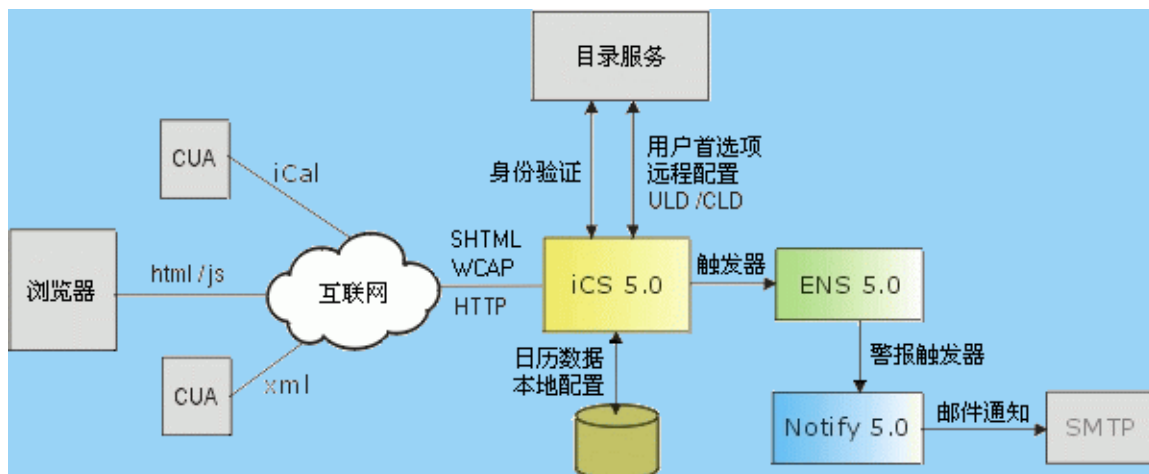 目录服务
CUA
iCal
身份验证
用户首选项
远程配置
ULD /CLD
浏览器
html/js
互联网
SHTML
WCAP
HTTP
iCS 5.0
触发器
ENS 5.0
CUA
xml
日历数据
本地配置
警报触发器
Notify 5.0
邮件通知
SMTP